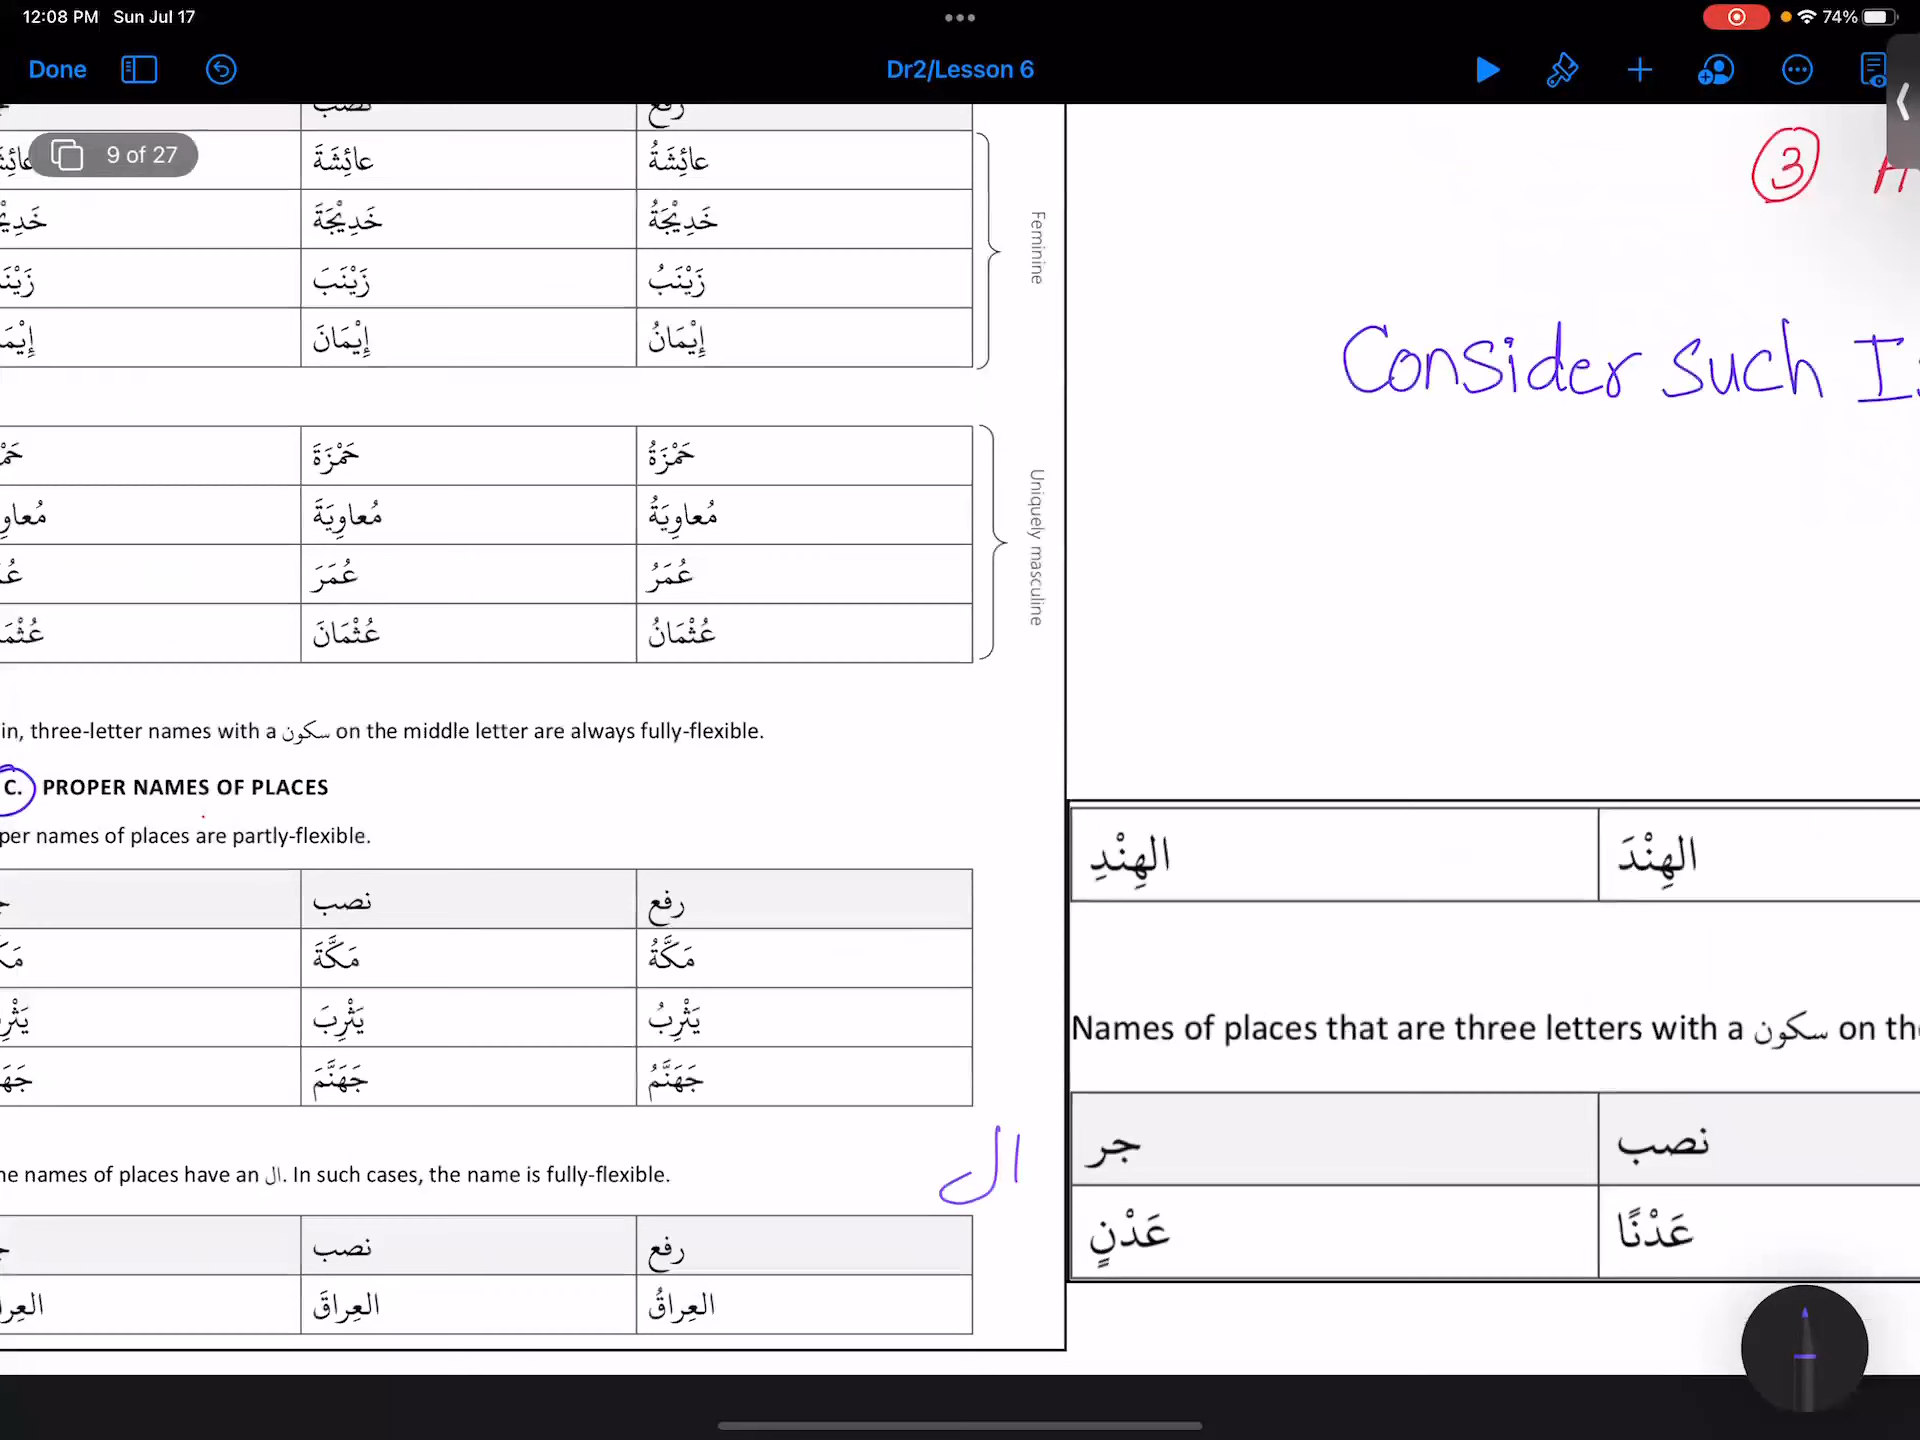 12:08 PM Sun Jul 17
74%
Done
Dr2/Lesson 6
9 of 27
نصب رفع
عائِشَةَ عائِشَةُ
خَدِيْجَةَ خَدِيْجَةُ
زَيْنَبَ زَيْنَبُ
إِيْمَانَ إِيْمَانُ
Feminine
حَمْزَةَ حَمْزَةُ
مُعاوِيَةَ مُعاوِيَةُ
عُمَرَ عُمَرُ
عُثْمَانَ عُثْمَانُ
Uniquely masculine
in, three-letter names with a سكون on the middle letter are always fully-flexible.
C. PROPER NAMES OF PLACES
per names of places are partly-flexible.
نصب رفع
مَكَّةَ مَكَّةُ
يَثْرِبَ يَثْرِبُ
جَهَنَّمَ جَهَنَّمُ
ال
ne names of places have an ال. In such cases, the name is fully-flexible.
نصب رفع
العِراقَ العِراقُ
3
Consider such
الهِنْدِ الهِنْدَ
Names of places that are three letters with a سكون on the
جر نصب
عَدْنٍ عَدْنًا